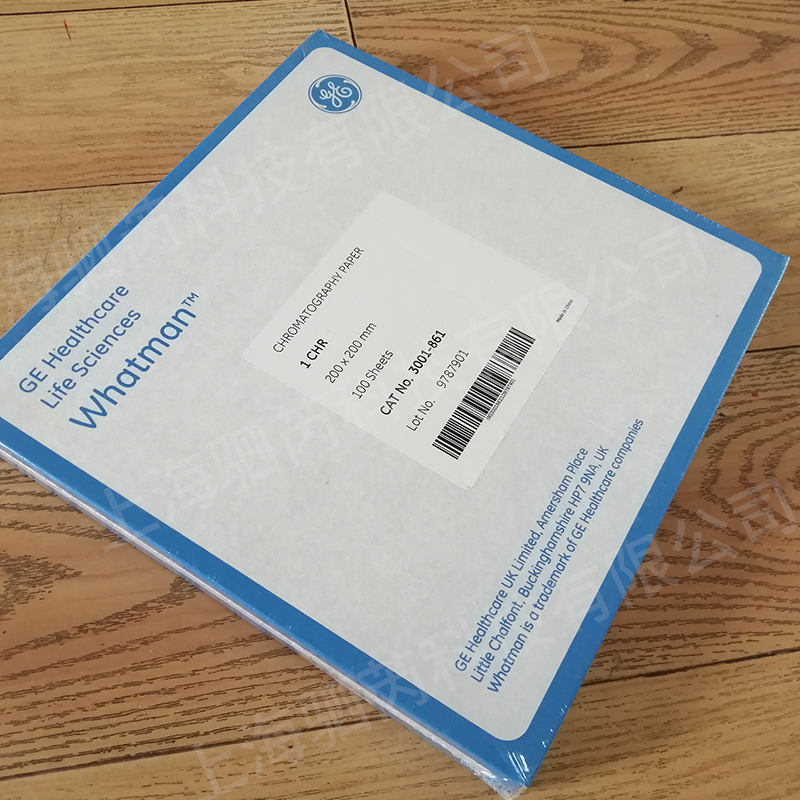 GE
GE Healthcare
Life Sciences
Whatman™
CHROMATOGRAPHY PAPER
1 CHR
200 x 200 mm
100 Sheets
CAT No. 3001-861
Lot No. 9787901
Made in China
GE Healthcare UK Limited, Amersham Place
Little Chalfont, Buckinghamshire HP7 9NA, UK
Whatman is a trademark of GE Healthcare companies